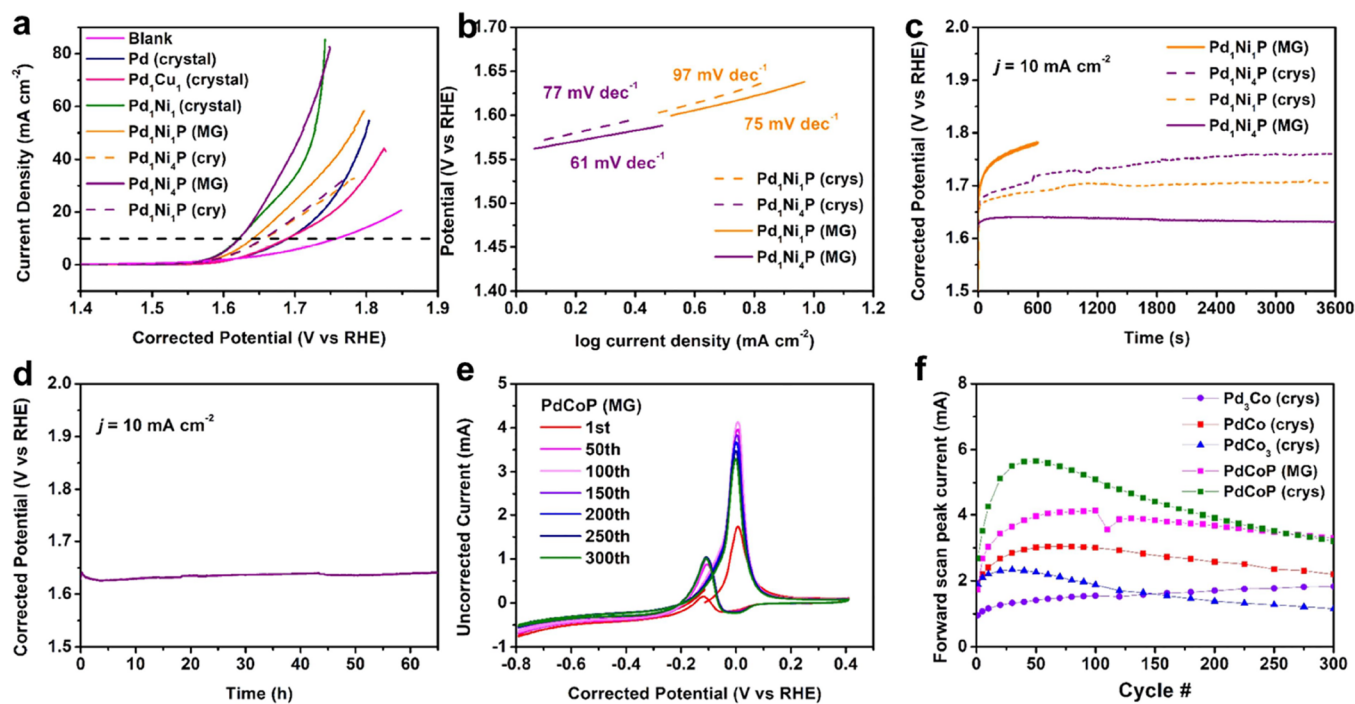 a
Current Density (mA cm⁻²)
80
60
40
20
0
Blank
Pd (crystal)
Pd₁Cu₁ (crystal)
Pd₁Ni₁ (crystal)
Pd₁Ni₁P (MG)
Pd₁Ni₄P (cry)
Pd₁Ni₄P (MG)
Pd₁Ni₁P (cry)
1.4 1.5 1.6 1.7 1.8 1.9
Corrected Potential (V vs RHE)
b
Potential (V vs RHE)
1.70
1.65
1.60
1.55
1.50
1.45
1.40
77 mV dec⁻¹
97 mV dec⁻¹
75 mV dec⁻¹
61 mV dec⁻¹
Pd₁Ni₁P (crys)
Pd₁Ni₄P (crys)
Pd₁Ni₁P (MG)
Pd₁Ni₄P (MG)
0.0 0.2 0.4 0.6 0.8 1.0 1.2
log current density (mA cm⁻²)
c
Corrected Potential (V vs RHE)
2.0
1.9
1.8
1.7
1.6
1.5
j = 10 mA cm⁻²
Pd₁Ni₁P (MG)
Pd₁Ni₄P (crys)
Pd₁Ni₁P (crys)
Pd₁Ni₄P (MG)
0 600 1200 1800 2400 3000 3600
Time (s)
d
Corrected Potential (V vs RHE)
2.0
1.9
1.8
1.7
1.6
1.5
j = 10 mA cm⁻²
0 10 20 30 40 50 60
Time (h)
e
Uncorrected Current (mA)
5
4
3
2
1
0
-1
PdCoP (MG)
1st
50th
100th
150th
200th
250th
300th
-0.8 -0.6 -0.4 -0.2 0.0 0.2 0.4
Corrected Potential (V vs RHE)
f
Forward scan peak current (mA)
8
6
4
2
0
Pd₃Co (crys)
PdCo (crys)
PdCo₃ (crys)
PdCoP (MG)
PdCoP (crys)
0 50 100 150 200 250 300
Cycle #